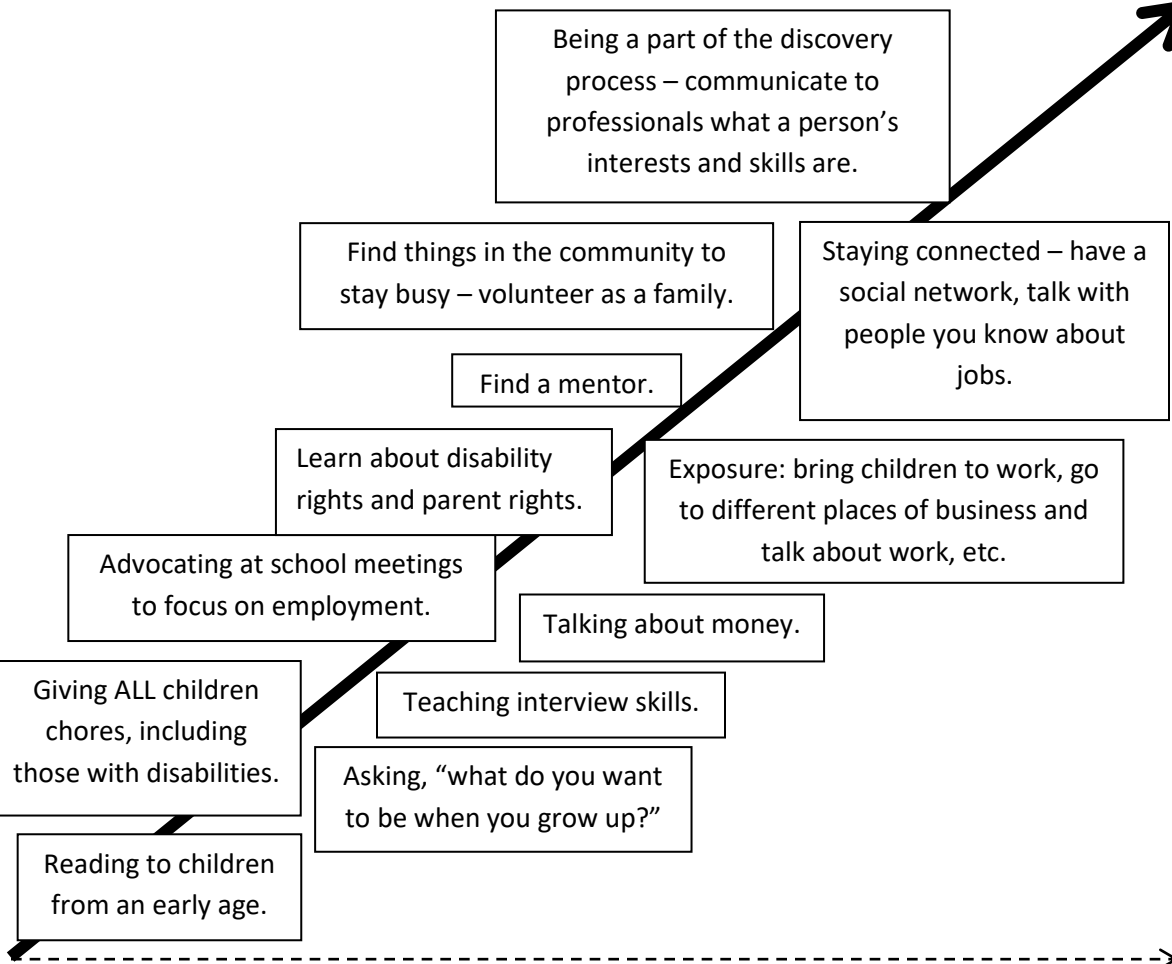 Being a part of the discovery
process – communicate to
professionals what a person’s
interests and skills are.
Find things in the community to
stay busy – volunteer as a family.
Staying connected – have a
social network, talk with
people you know about
jobs.
Find a mentor.
Learn about disability
rights and parent rights.
Exposure: bring children to work, go
to different places of business and
talk about work, etc.
Advocating at school meetings
to focus on employment.
Talking about money.
Giving ALL children
chores, including
those with disabilities.
Teaching interview skills.
Asking, “what do you want
to be when you grow up?”
Reading to children
from an early age.